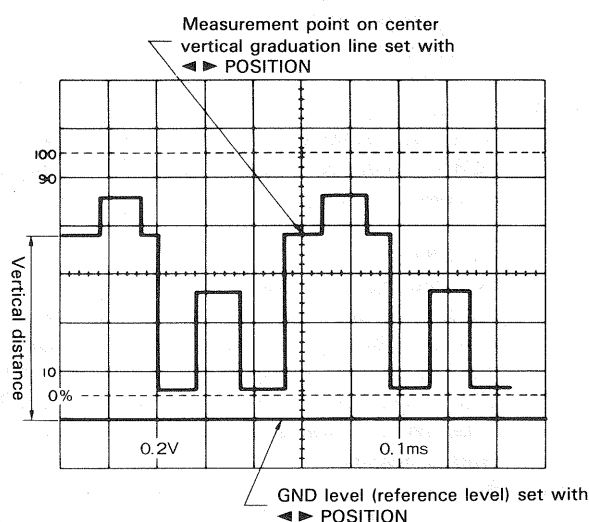 Measurement point on center
vertical graduation line set with
◄ ► POSITION
100
90
Vertical distance
10
0%
0.2V
0.1ms
GND level (reference level) set with
◄ ► POSITION